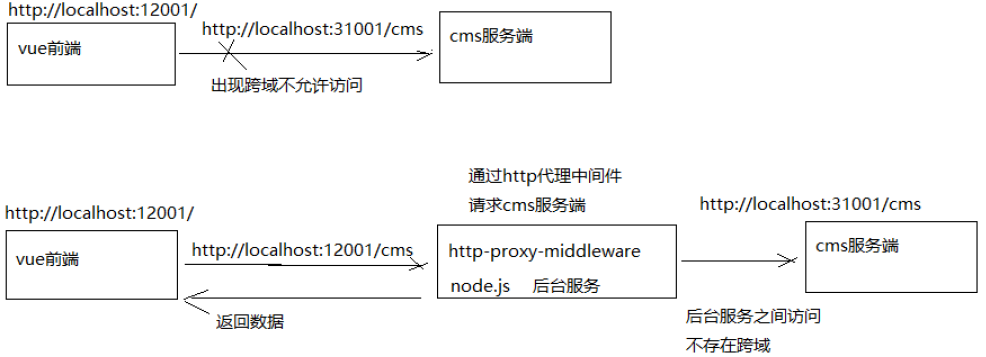 http://localhost:12001/
vue前端
http://localhost:31001/cms
cms服务端
出现跨域不允许访问
通过http代理中间件
请求cms服务端
http://localhost:12001/
vue前端
http://localhost:12001/cms
http-proxy-middleware
node.js 后台服务
http://localhost:31001/cms
cms服务端
返回数据
后台服务之间访问
不存在跨域